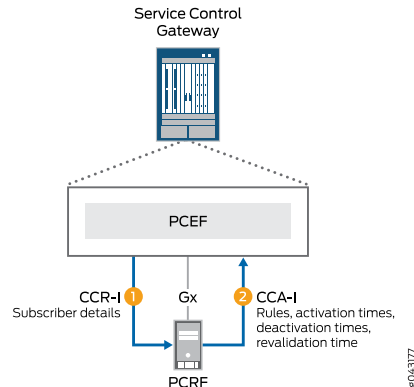 Service Control
Gateway
PCEF
CCR-I 1
Subscriber details
Gx
2 CCA-I
Rules, activation times,
deactivation times,
revalidation time
PCRF
g043177